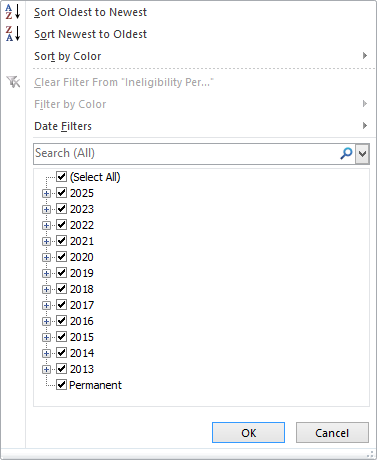 Sort Oldest to Newest
Sort Newest to Oldest
Sort by Color
Clear Filter From "Ineligibility Per..."
Filter by Color
Date Filters
Search (All)
(Select All)
2025
2023
2022
2021
2020
2019
2018
2017
2016
2015
2014
2013
Permanent
OK Cancel